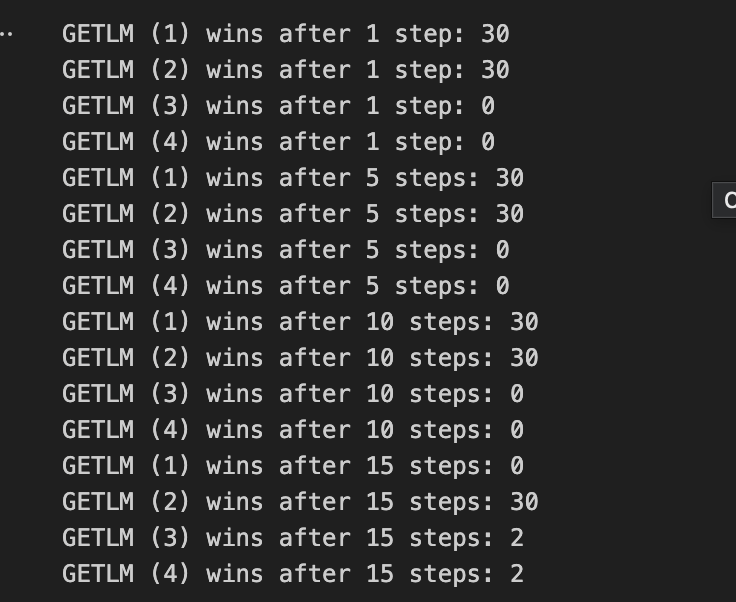 GETLM (1) wins after 1 step: 30
GETLM (2) wins after 1 step: 30
GETLM (3) wins after 1 step: 0
GETLM (4) wins after 1 step: 0
GETLM (1) wins after 5 steps: 30
GETLM (2) wins after 5 steps: 30
GETLM (3) wins after 5 steps: 0
GETLM (4) wins after 5 steps: 0
GETLM (1) wins after 10 steps: 30
GETLM (2) wins after 10 steps: 30
GETLM (3) wins after 10 steps: 0
GETLM (4) wins after 10 steps: 0
GETLM (1) wins after 15 steps: 0
GETLM (2) wins after 15 steps: 30
GETLM (3) wins after 15 steps: 2
GETLM (4) wins after 15 steps: 2